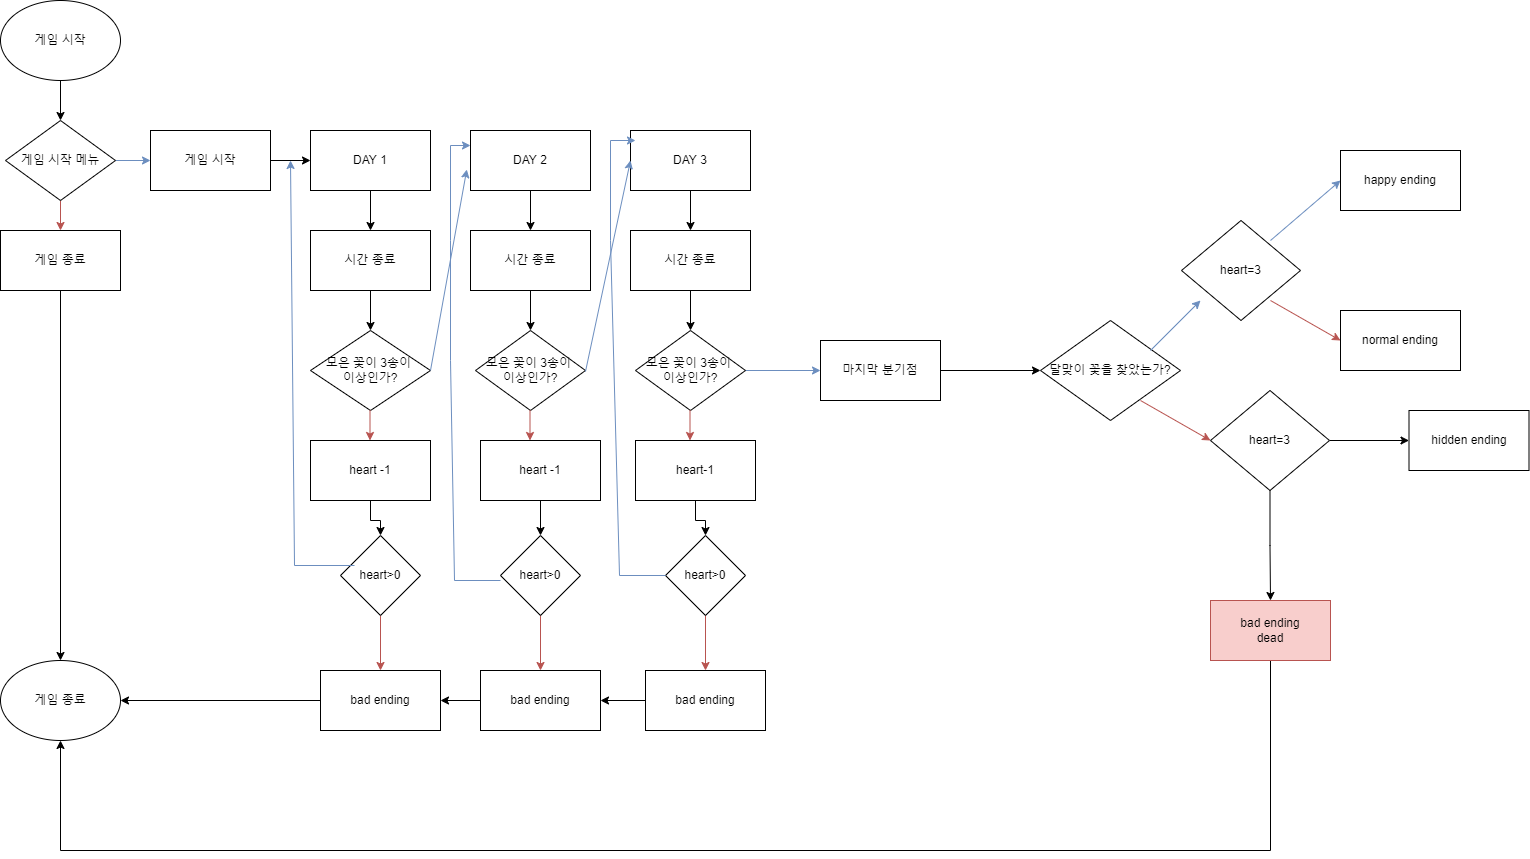 게임 시작
게임 시작 메뉴
게임 시작
DAY 1
DAY 2
DAY 3
happy ending
게임 종료
시간 종료
시간 종료
시간 종료
heart=3
normal ending
모은 꽃이 3송이
이상인가?
모은 꽃이 3송이
이상인가?
모은 꽃이 3송이
이상인가?
마지막 분기점
달맞이 꽃을 찾았는가?
heart -1
heart -1
heart-1
heart=3
hidden ending
heart>0
heart>0
heart>0
bad ending
dead
게임 종료
bad ending
bad ending
bad ending